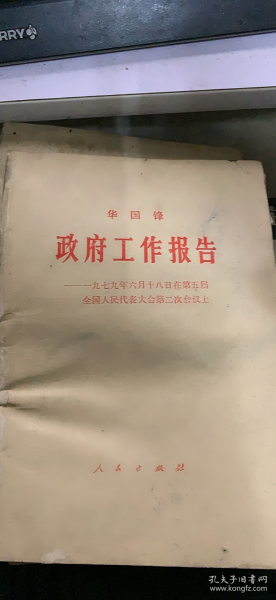 RRY
华国锋
政府工作报告
——一九七九年六月十八日在第五届
全国人民代表大会第二次会议上
人民出版社
孔夫子旧书网